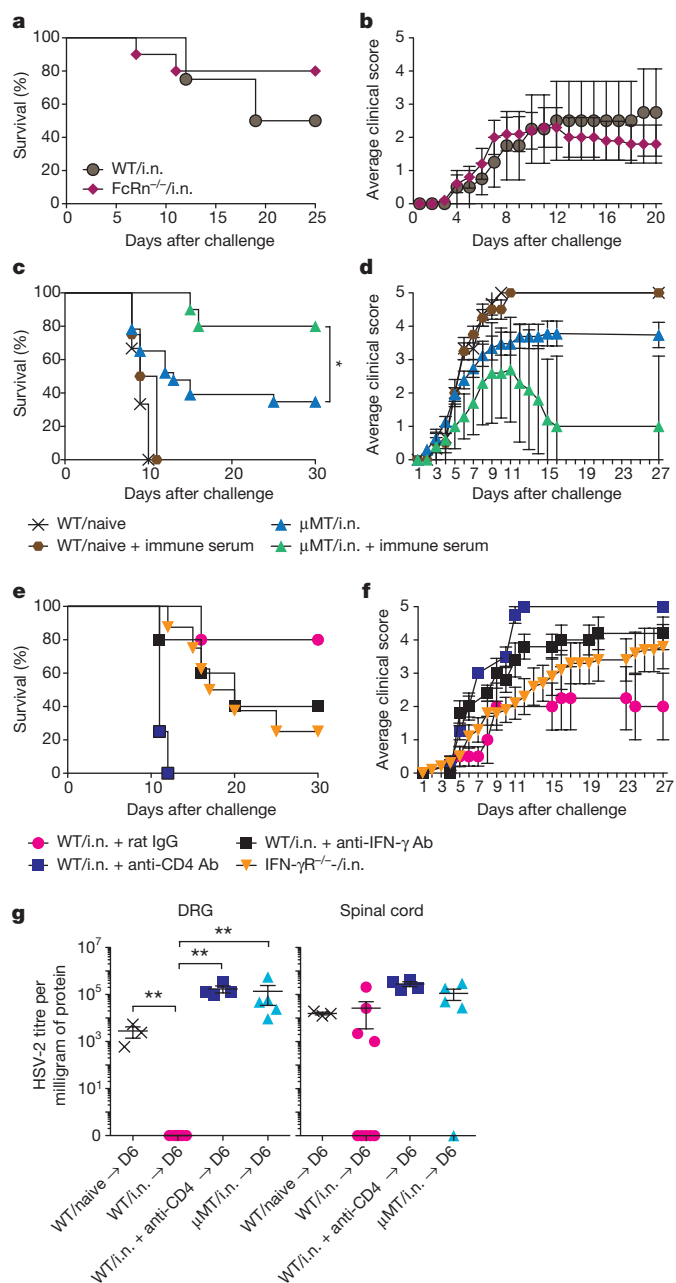 a
Survival (%)
100
80
60
40
20
0
WT/i.n.
FcRn−/−/i.n.
0 5 10 15 20 25
Days after challenge
b
Average clinical score
5
4
3
2
1
0
0 4 8 12 16 20
Days after challenge
c
Survival (%)
100
80
60
40
20
0
*
0 10 20 30
Days after challenge
d
Average clinical score
5
4
3
2
1
0
1 3 5 7 9 11 15 19 23 27
Days after challenge
WT/naive
μMT/i.n.
WT/naive + immune serum
μMT/i.n. + immune serum
e
Survival (%)
100
80
60
40
20
0
0 10 20 30
Days after challenge
f
Average clinical score
5
4
3
2
1
0
1 3 5 7 9 11 15 19 23 27
Days after challenge
WT/i.n. + rat IgG
WT/i.n. + anti-IFN-γ Ab
WT/i.n. + anti-CD4 Ab
IFN-γR−/−-/i.n.
g
DRG
Spinal cord
HSV-2 titre per
milligram of protein
10⁷
10⁵
10³
10¹
0
**
**
**
WT/naive → D6
WT/i.n. → D6
WT/i.n. + anti-CD4 → D6
μMT/i.n. → D6
WT/naive → D6
WT/i.n. → D6
WT/i.n. + anti-CD4 → D6
μMT/i.n. → D6